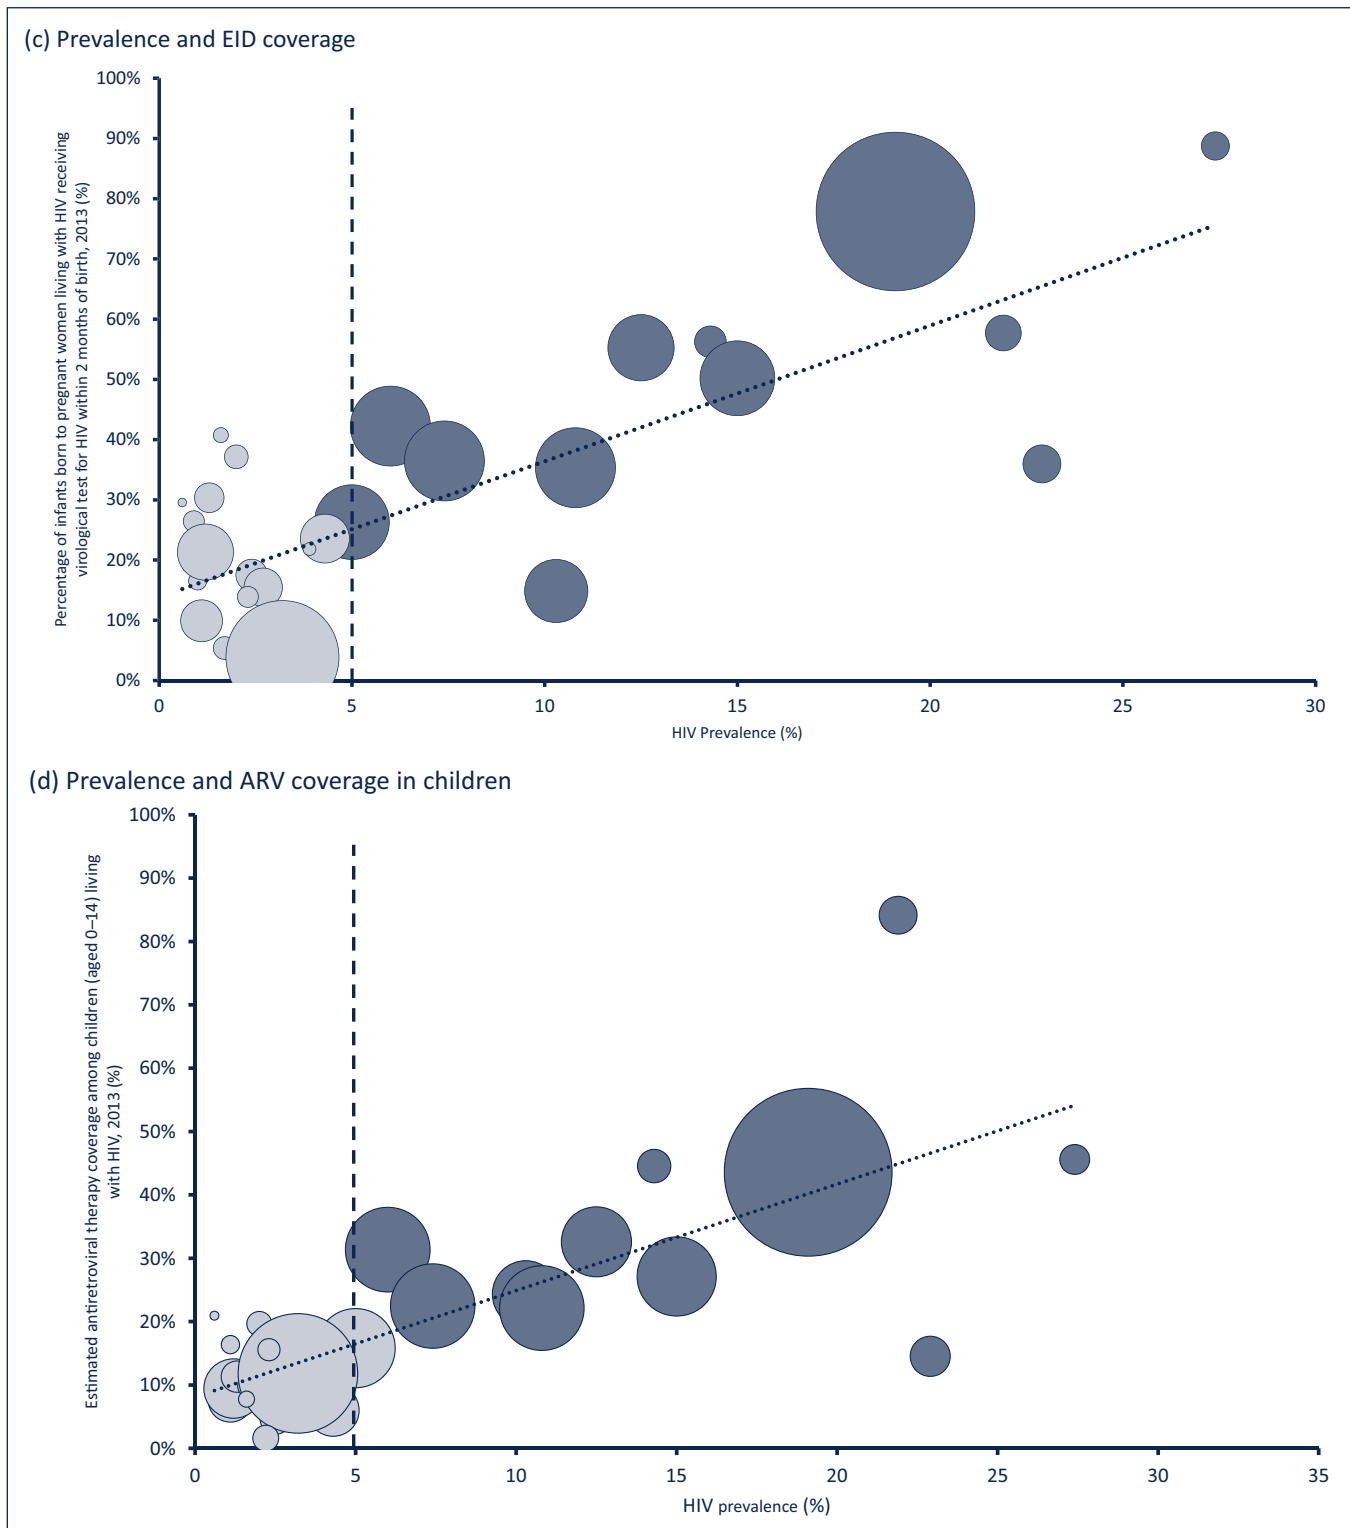 (c) Prevalence and EID coverage
Percentage of infants born to pregnant women living with HIV receiving
virological test for HIV within 2 months of birth, 2013 (%)
100%
90%
80%
70%
60%
50%
40%
30%
20%
10%
0%
0 5 10 15 20 25 30
HIV Prevalence (%)
(d) Prevalence and ARV coverage in children
Estimated antiretroviral therapy coverage among children (aged 0–14) living
with HIV, 2013 (%)
100%
90%
80%
70%
60%
50%
40%
30%
20%
10%
0%
0 5 10 15 20 25 30 35
HIV prevalence (%)